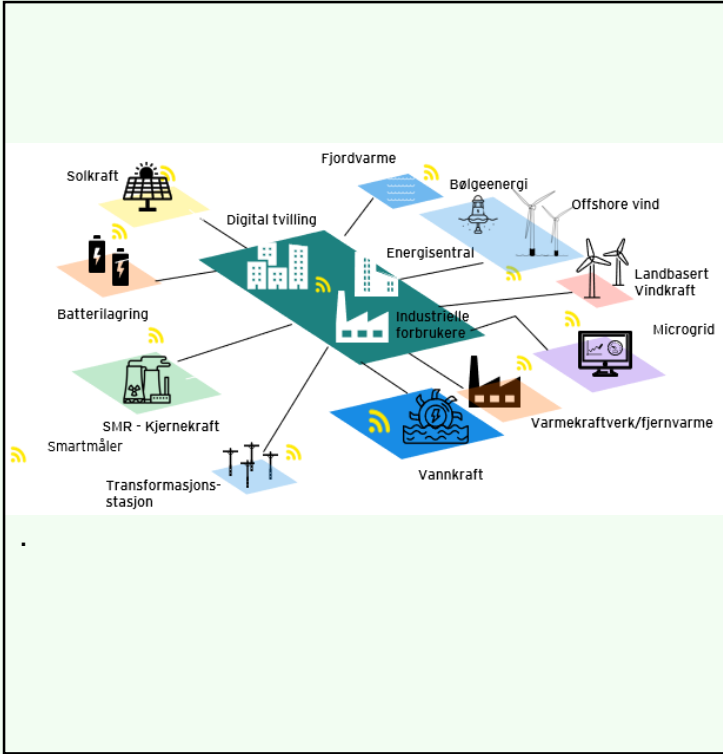 Fjordvarme
Solkraft
Bølgeenergi
Offshore vind
Digital tvilling
Energisentral
Landbasert
Vindkraft
Batterilagring
Industrielle
forbrukere
Microgrid
SMR - Kjernekraft
Varmekraftverk/fjernvarme
Smartmåler
Vannkraft
Transformasjons-
stasjon
.